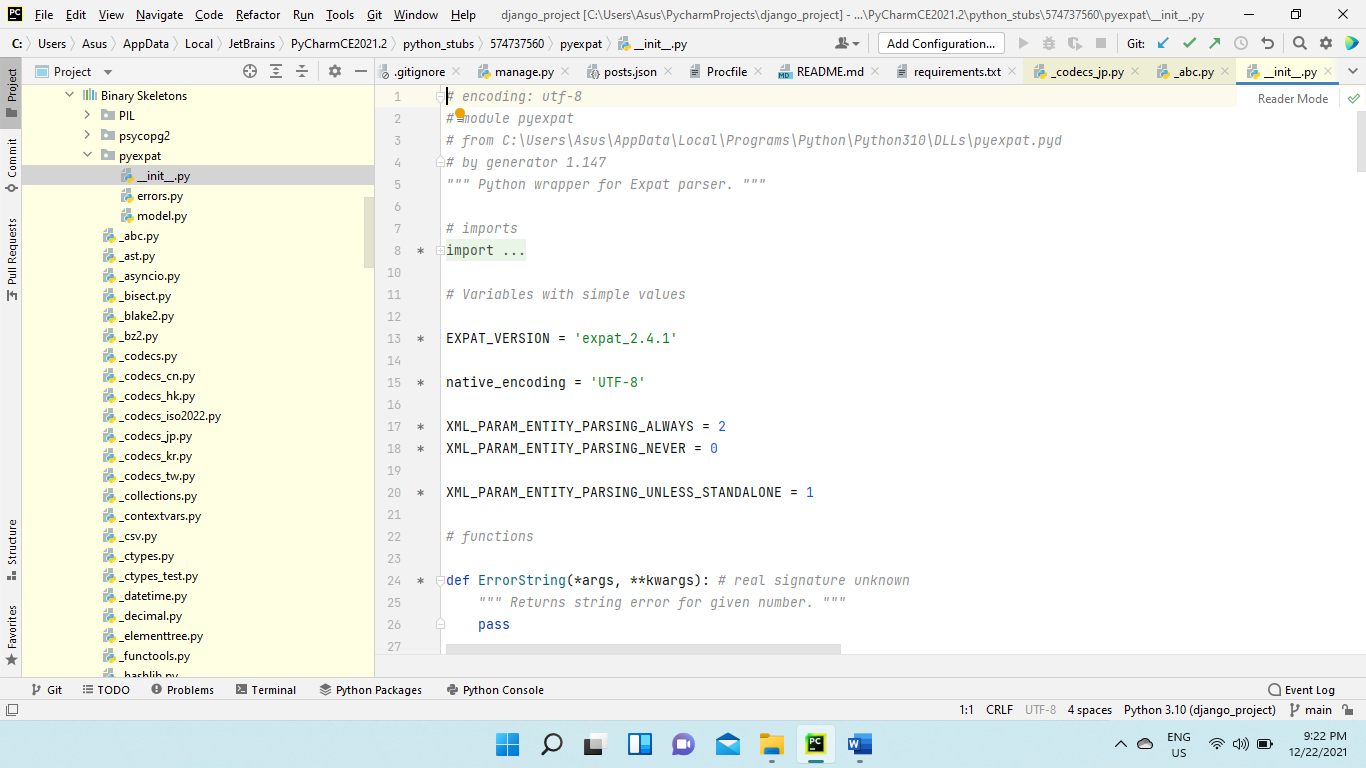 PC File Edit View Navigate Code Refactor Run Tools Git Window Help django_project [C:\Users\Asus\PycharmProjects\django_project] - ...\PyCharmCE2021.2\python_stubs\574737560\pyexpat\__init__.py
C: Users Asus AppData Local JetBrains PyCharmCE2021.2 python_stubs 574737560 pyexpat __init__.py Add Configuration... Git:
Project .gitignore manage.py posts.json Procfile MD README.md requirements.txt _codecs_jp.py _abc.py __init__.py
Project
Commit
Pull Requests
Structure
Favorites
Binary Skeletons
PIL
psycopg2
pyexpat
__init__.py
errors.py
model.py
_abc.py
_ast.py
_asyncio.py
_bisect.py
_blake2.py
_bz2.py
_codecs.py
_codecs_cn.py
_codecs_hk.py
_codecs_iso2022.py
_codecs_jp.py
_codecs_kr.py
_codecs_tw.py
_collections.py
_contextvars.py
_csv.py
_ctypes.py
_ctypes_test.py
_datetime.py
_decimal.py
_elementtree.py
_functools.py
_hashlib.py
Reader Mode
1 # encoding: utf-8
2 # module pyexpat
3 # from C:\Users\Asus\AppData\Local\Programs\Python\Python310\DLLs\pyexpat.pyd
4 # by generator 1.147
5 """ Python wrapper for Expat parser. """
6
7 # imports
8 * import ...
10
11 # Variables with simple values
12
13 * EXPAT_VERSION = 'expat_2.4.1'
14
15 * native_encoding = 'UTF-8'
16
17 * XML_PARAM_ENTITY_PARSING_ALWAYS = 2
18 * XML_PARAM_ENTITY_PARSING_NEVER = 0
19
20 * XML_PARAM_ENTITY_PARSING_UNLESS_STANDALONE = 1
21
22 # functions
23
24 * def ErrorString(*args, **kwargs): # real signature unknown
25 """ Returns string error for given number. """
26 pass
27
Git TODO Problems Terminal Python Packages Python Console Event Log
1:1 CRLF UTF-8 4 spaces Python 3.10 (django_project) main
PC W ENG US 9:22 PM 12/22/2021